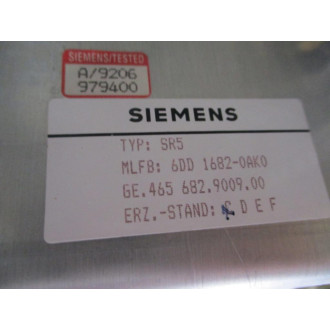 SIEMENS/TESTED
A/9206
979400
SIEMENS
TYP: SR5
MLFB: 6DD 1682-0AK0
GE.465 682.9009.00
ERZ.-STAND: C D E F